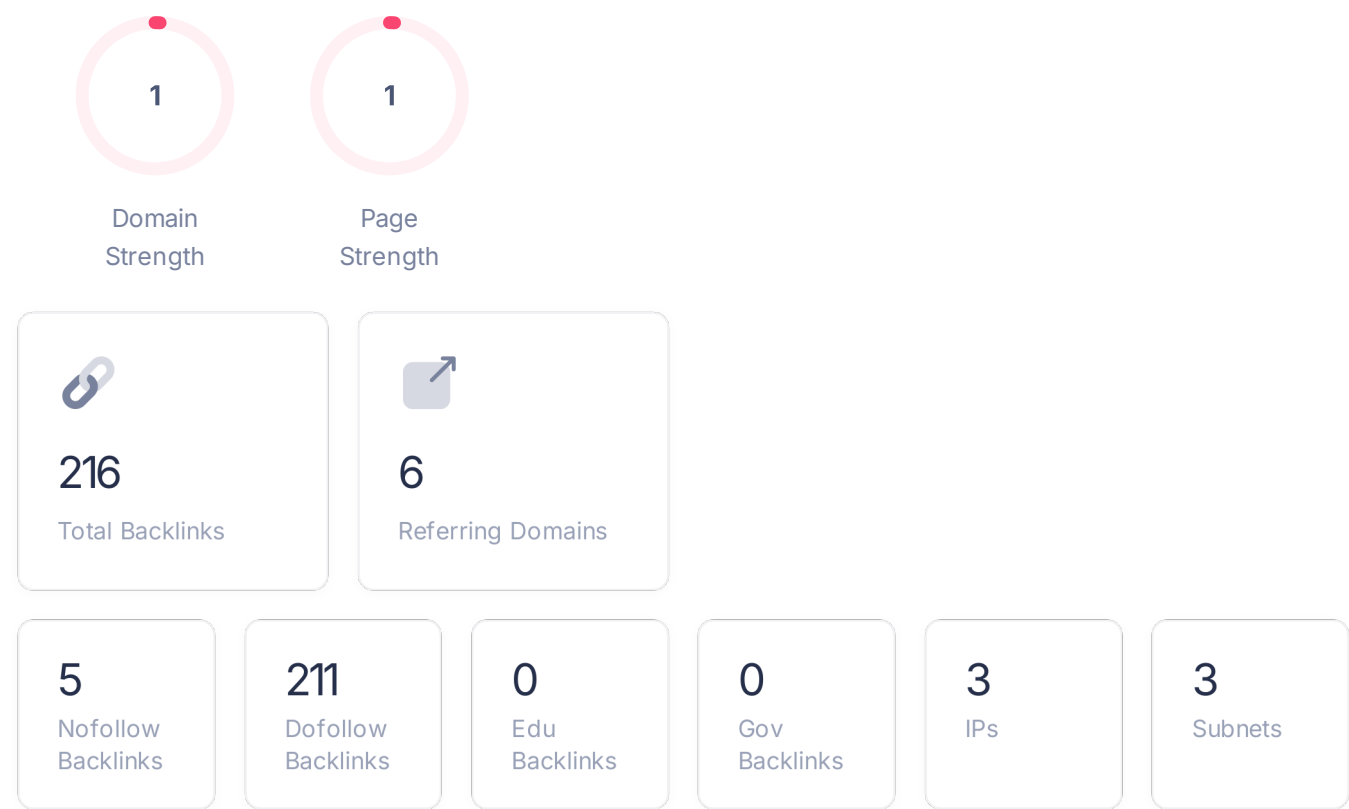 1
1
Domain
Strength
Page
Strength
216
Total Backlinks
6
Referring Domains
5
Nofollow
Backlinks
211
Dofollow
Backlinks
0
Edu
Backlinks
0
Gov
Backlinks
3
IPs
3
Subnets